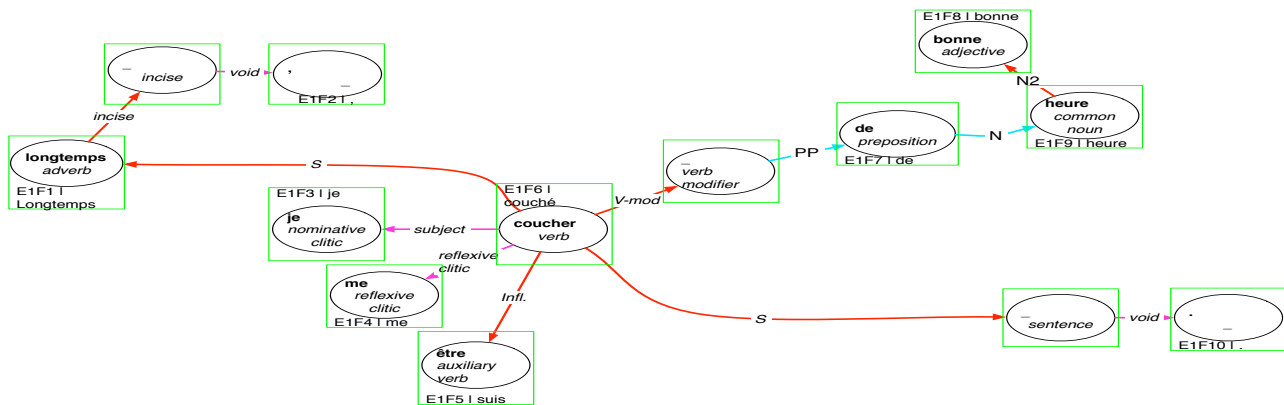 E1F8 | bonne
bonne
adjective
_
incise
void
,
_
E1F2 | ,
N2
heure
common
noun
E1F9 | heure
incise
de
preposition
E1F7 | de
N
PP
longtemps
adverb
E1F1 |
Longtemps
S
_
verb
modifier
V-mod
E1F3 | je
je
nominative
clitic
subject
E1F6 |
couché
coucher
verb
reflexive
clitic
me
reflexive
clitic
E1F4 | me
Infl.
S
_
sentence
void
.
_
E1F10 | .
être
auxiliary
verb
E1F5 | suis